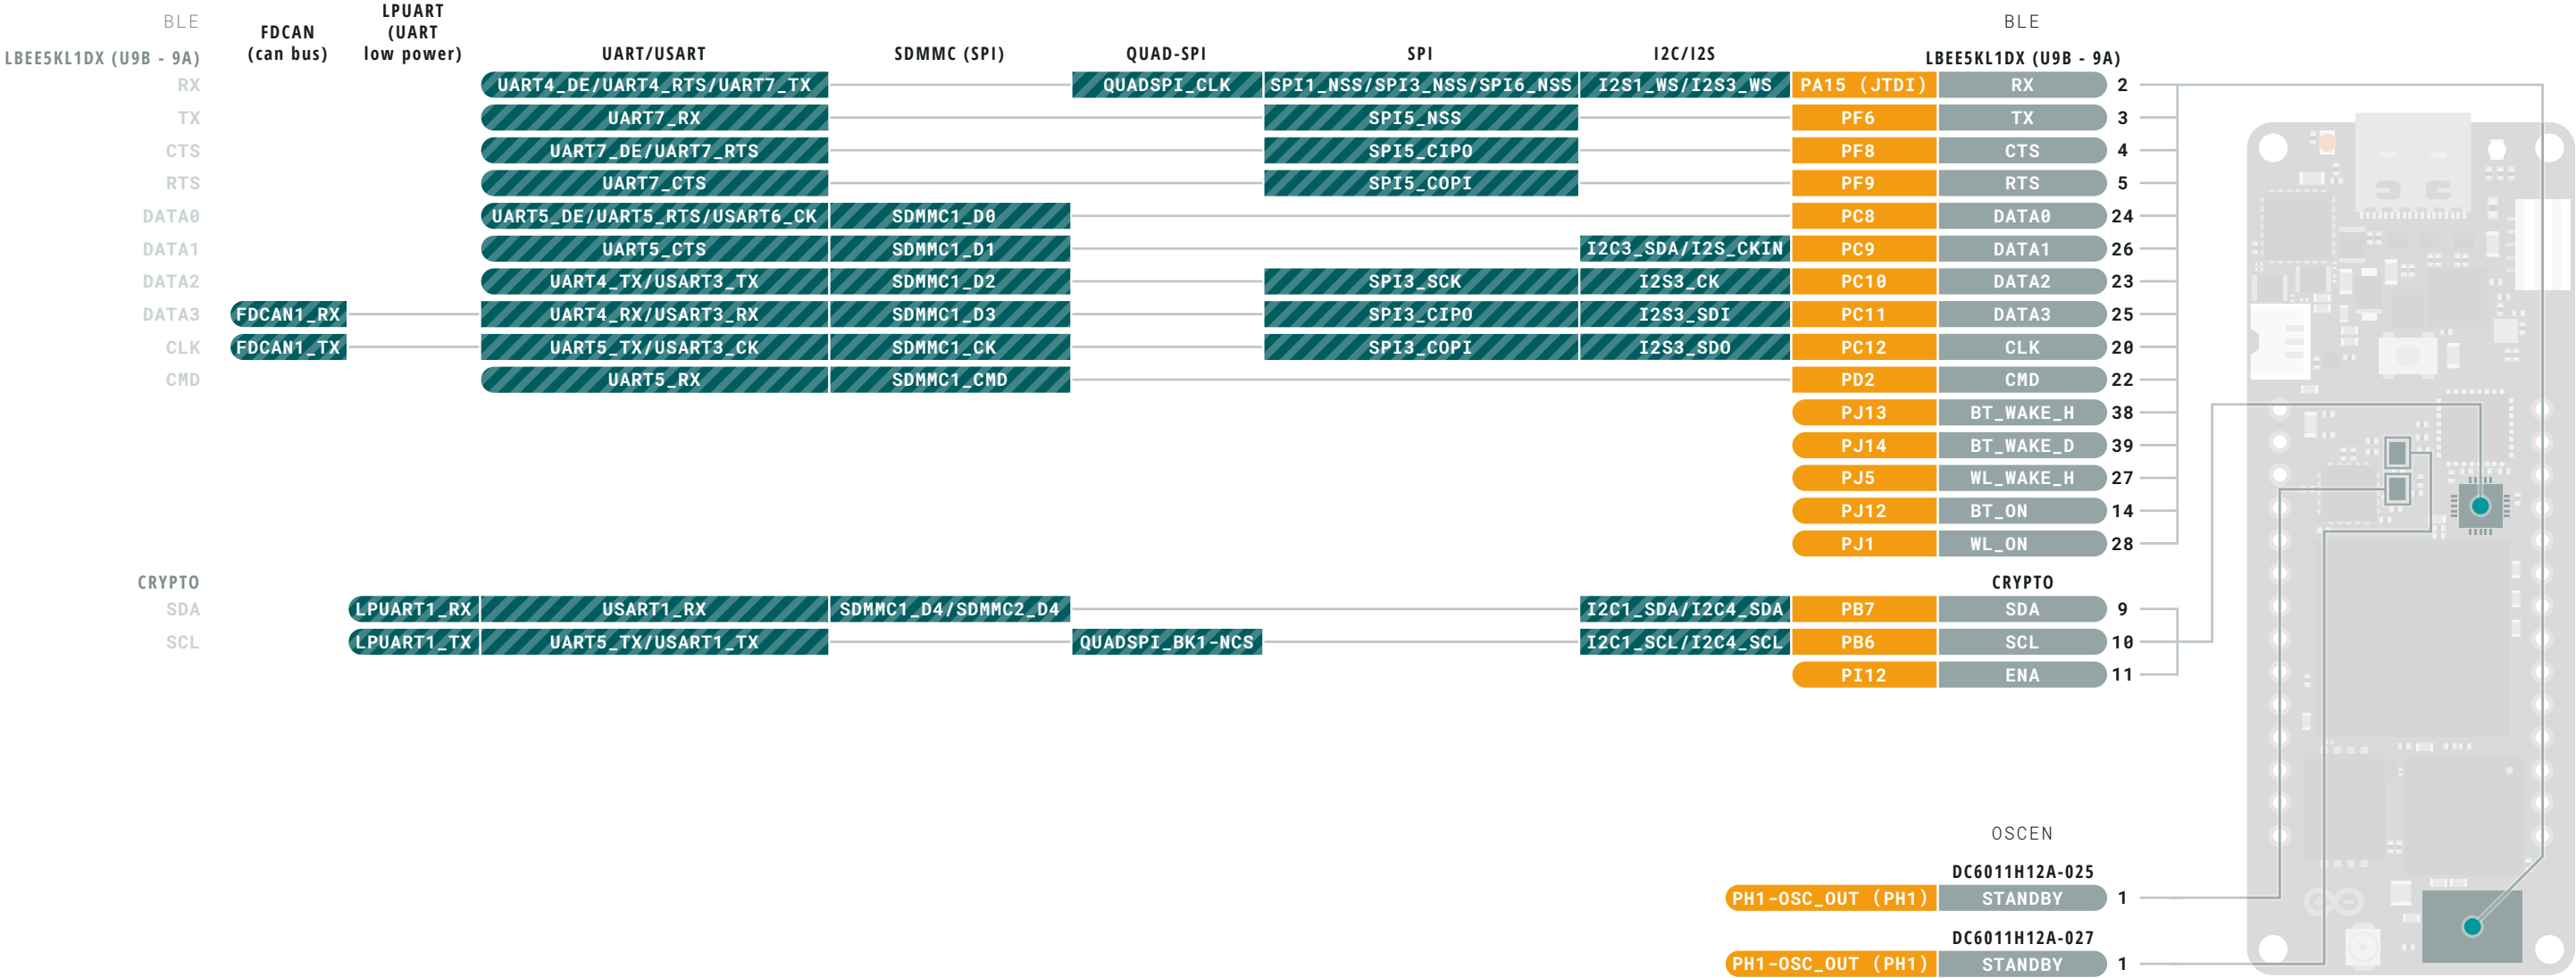 BLE
LBEE5KL1DX (U9B - 9A)
FDCAN
(can bus)
LPUART
(UART
low power)
UART/USART
SDMMC (SPI)
QUAD-SPI
SPI
I2C/I2S
BLE
LBEE5KL1DX (U9B - 9A)
RX UART4_DE/UART4_RTS/UART7_TX QUADSPI_CLK SPI1_NSS/SPI3_NSS/SPI6_NSS I2S1_WS/I2S3_WS PA15 (JTDI) RX 2
TX UART7_RX SPI5_NSS PF6 TX 3
CTS UART7_DE/UART7_RTS SPI5_CIPO PF8 CTS 4
RTS UART7_CTS SPI5_COPI PF9 RTS 5
DATA0 UART5_DE/UART5_RTS/USART6_CK SDMMC1_D0 PC8 DATA0 24
DATA1 UART5_CTS SDMMC1_D1 I2C3_SDA/I2S_CKIN PC9 DATA1 26
DATA2 UART4_TX/USART3_TX SDMMC1_D2 SPI3_SCK I2S3_CK PC10 DATA2 23
DATA3 FDCAN1_RX UART4_RX/USART3_RX SDMMC1_D3 SPI3_CIPO I2S3_SDI PC11 DATA3 25
CLK FDCAN1_TX UART5_TX/USART3_CK SDMMC1_CK SPI3_COPI I2S3_SDO PC12 CLK 20
CMD UART5_RX SDMMC1_CMD PD2 CMD 22
PJ13 BT_WAKE_H 38
PJ14 BT_WAKE_D 39
PJ5 WL_WAKE_H 27
PJ12 BT_ON 14
PJ1 WL_ON 28
CRYPTO CRYPTO
SDA LPUART1_RX USART1_RX SDMMC1_D4/SDMMC2_D4 I2C1_SDA/I2C4_SDA PB7 SDA 9
SCL LPUART1_TX UART5_TX/USART1_TX QUADSPI_BK1-NCS I2C1_SCL/I2C4_SCL PB6 SCL 10
PI12 ENA 11
OSCEN
DC6011H12A-025
PH1-OSC_OUT (PH1) STANDBY 1
DC6011H12A-027
PH1-OSC_OUT (PH1) STANDBY 1